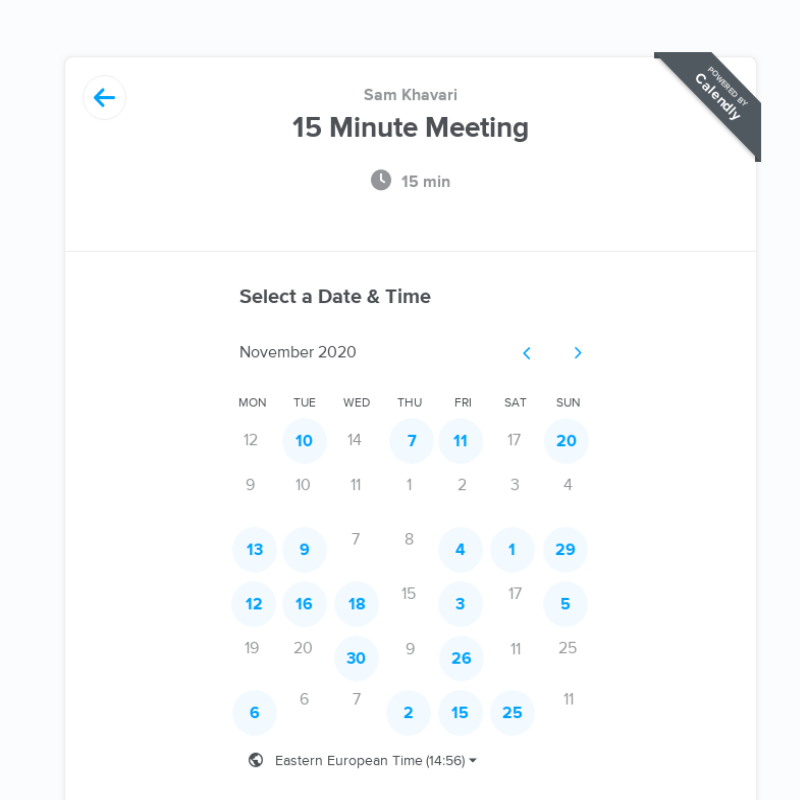 Sam Khavari
POWERED BY
Calendly
15 Minute Meeting
15 min
Select a Date & Time
November 2020
MON TUE WED THU FRI SAT SUN
12 10 14 7 11 17 20
9 10 11 1 2 3 4
13 9 7 8 4 1 29
12 16 18 15 3 17 5
19 20 30 9 26 11 25
6 6 7 2 15 25 11
Eastern European Time (14:56)